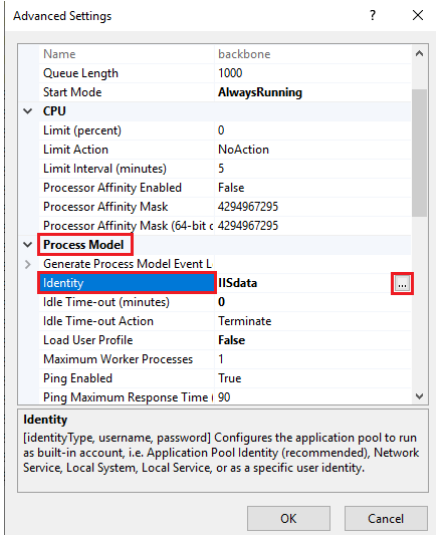 Advanced Settings ? ×
Name backbone
Queue Length 1000
Start Mode AlwaysRunning
CPU
Limit (percent) 0
Limit Action NoAction
Limit Interval (minutes) 5
Processor Affinity Enabled False
Processor Affinity Mask 4294967295
Processor Affinity Mask (64-bit c 4294967295
Process Model
Generate Process Model Event L
Identity IISdata ...
Idle Time-out (minutes) 0
Idle Time-out Action Terminate
Load User Profile False
Maximum Worker Processes 1
Ping Enabled True
Ping Maximum Response Time ( 90
Identity
[identityType, username, password] Configures the application pool to run
as built-in account, i.e. Application Pool Identity (recommended), Network
Service, Local System, Local Service, or as a specific user identity.
OK Cancel